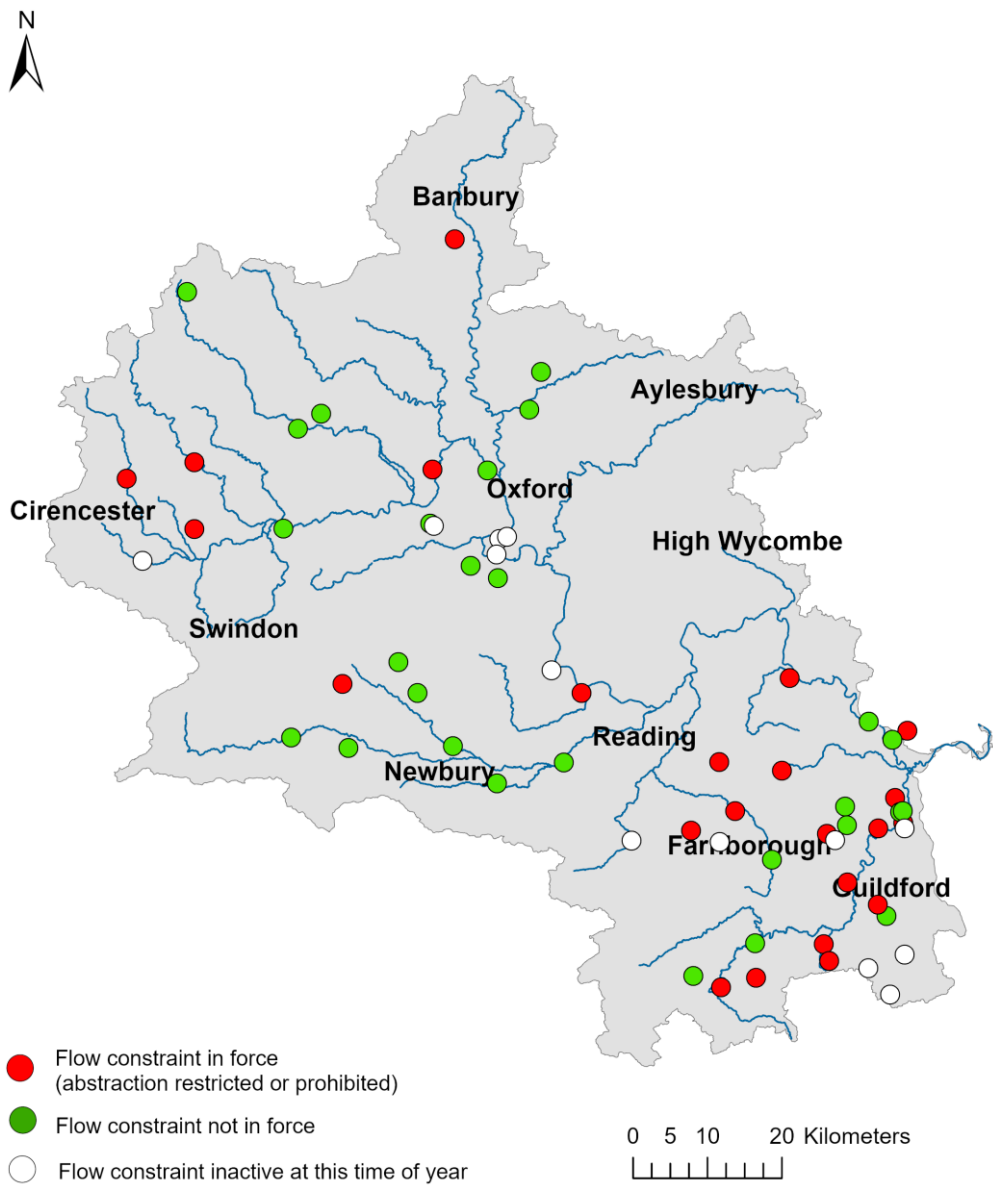 N
Banbury
Aylesbury
Oxford
Cirencester
High Wycombe
Swindon
Reading
Newbury
Farnborough
Guildford
Flow constraint in force
(abstraction restricted or prohibited)
Flow constraint not in force
Flow constraint inactive at this time of year
0 5 10 20 Kilometers